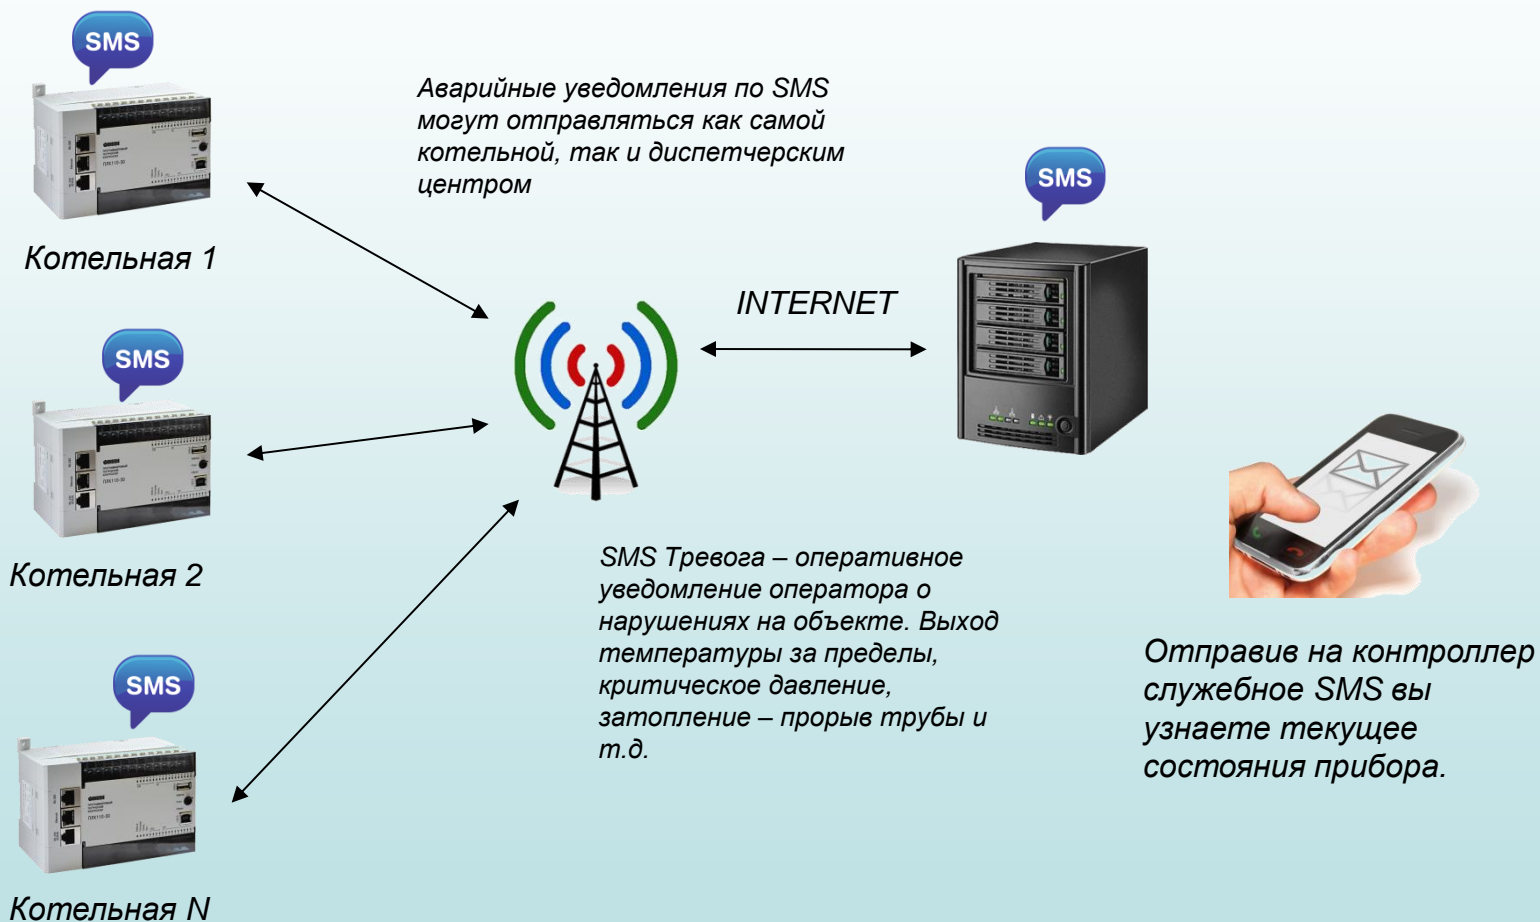 SMS
Аварийные уведомления по SMS
могут отправляться как самой
котельной, так и диспетчерским
центром
SMS
Котельная 1
INTERNET
SMS
Котельная 2
SMS Тревога – оперативное
уведомление оператора о
нарушениях на объекте. Выход
температуры за пределы,
критическое давление,
затопление – прорыв трубы и
т.д.
Отправив на контроллер
служебное SMS вы
узнаете текущее
состояния прибора.
SMS
Котельная N